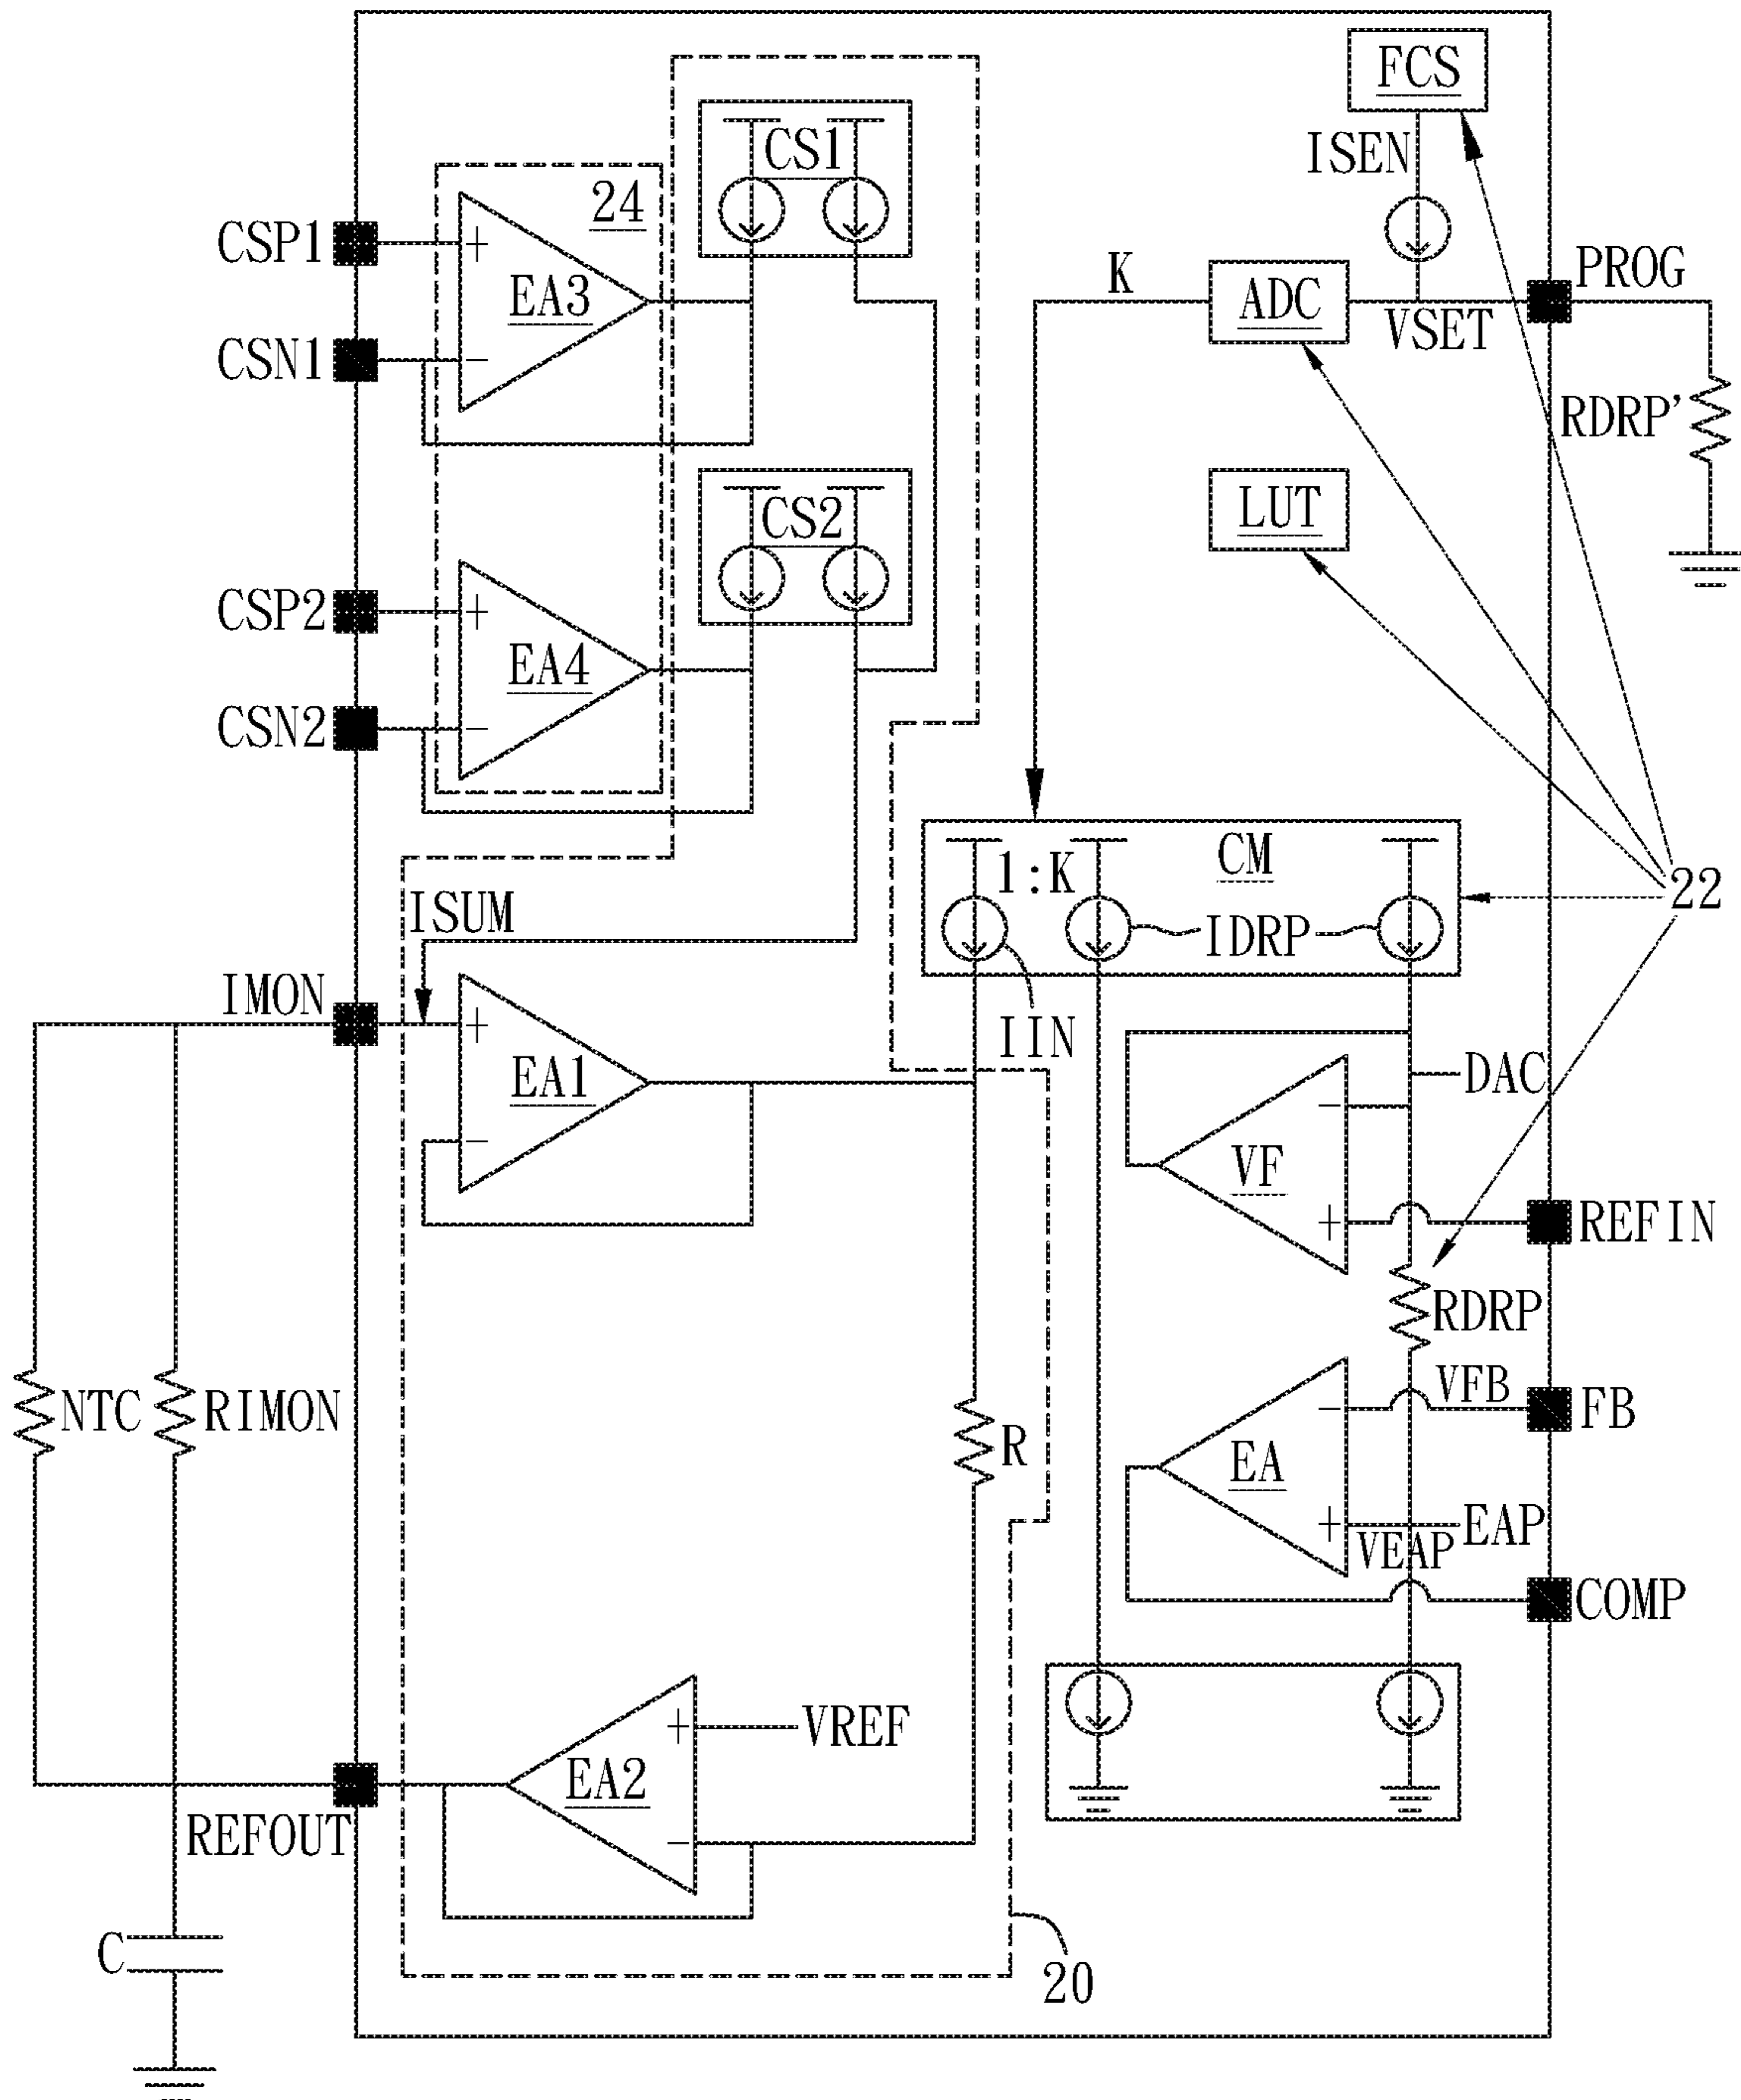 FCS
CS1
ISEN
24
CSP1
+
EA3
K
ADC
PROG
VSET
CSN1
−
RDRP'
CS2
LUT
CSP2
+
EA4
CSN2
−
1:K
CM
22
ISUM
IDRP
IMON
+
IIN
EA1
DAC
−
−
VF
+
REFIN
RDRP
NTC
RIMON
VFB
−
FB
R
EA
+
EAP
VEAP
COMP
+
VREF
EA2
−
REFOUT
C
20